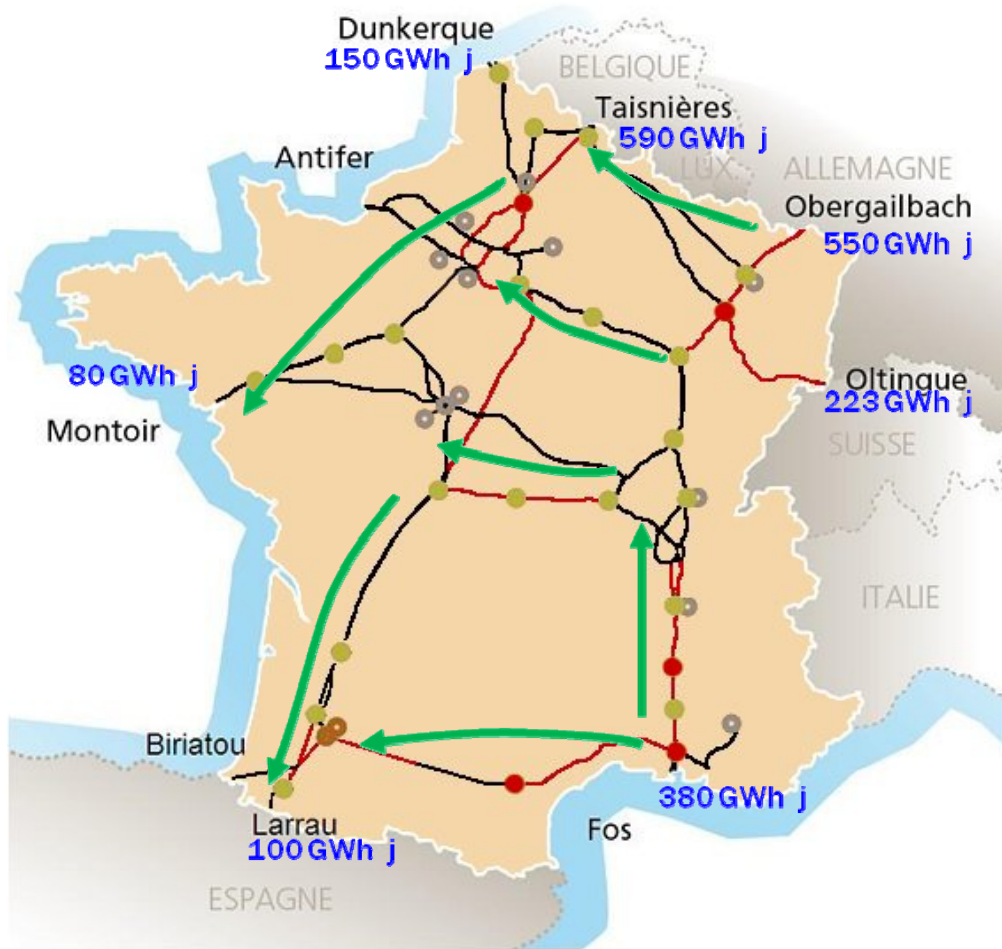 Dunkerque
150 GWh j
BELGIQUE
Taisnières
590 GWh j
Antifer
LUX.
ALLEMAGNE
Obergailbach
550 GWh j
80 GWh j
Montoir
Oltingue
223 GWh j
SUISSE
ITALIE
Biriatou
380 GWh j
Larrau
100 GWh j
Fos
ESPAGNE